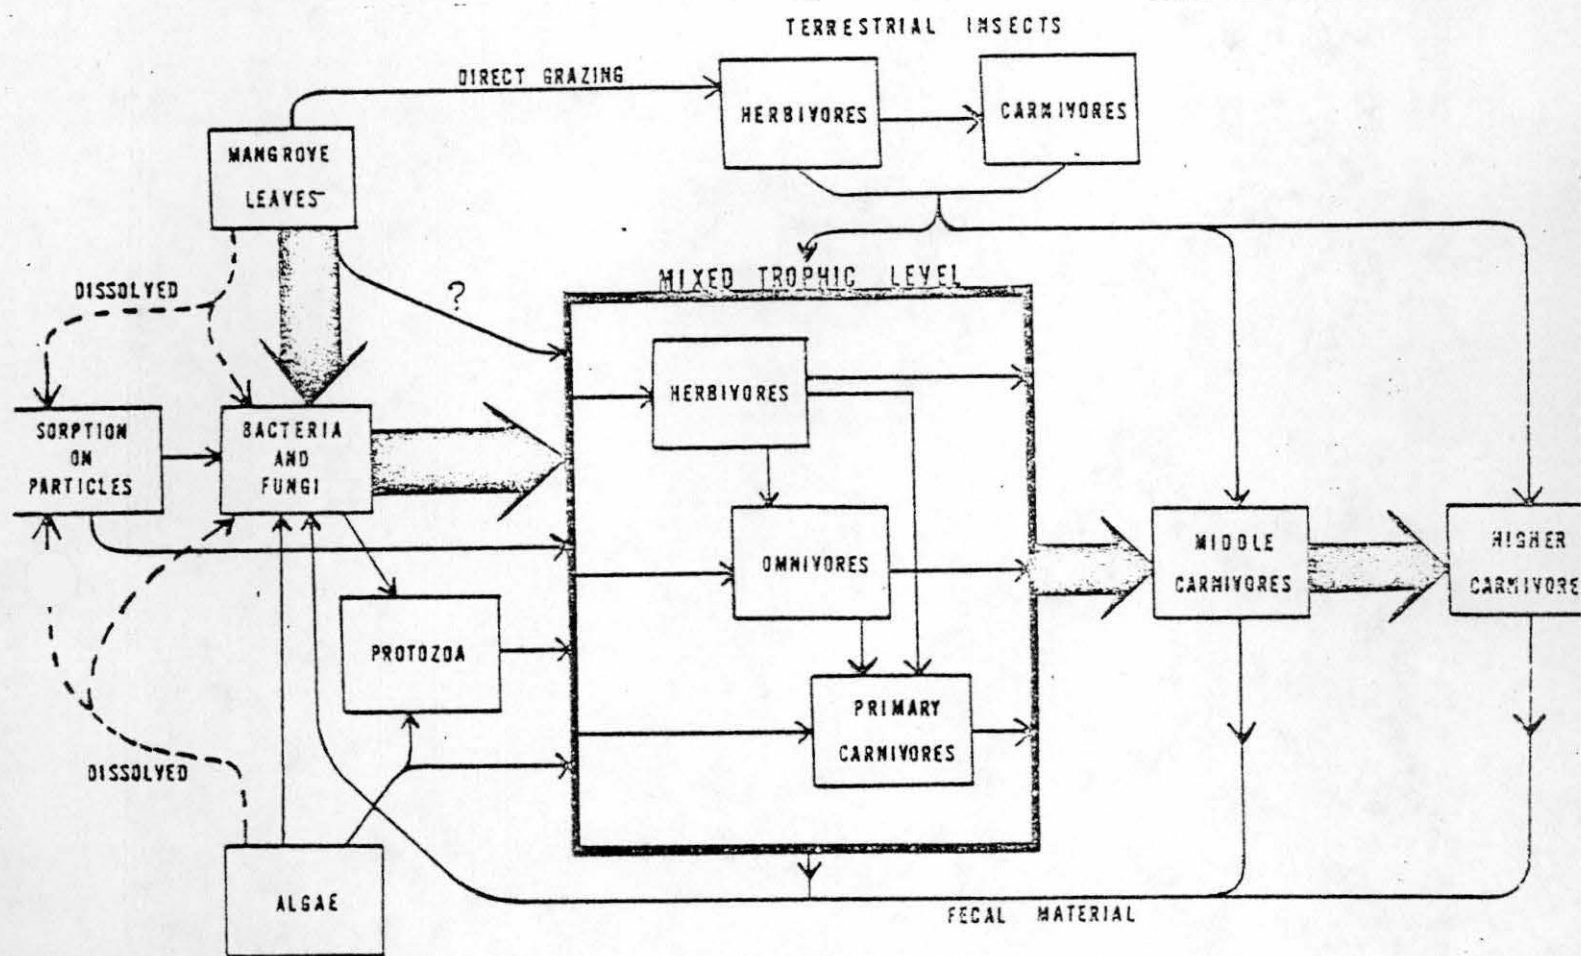 TERRESTRIAL INSECTS
DIRECT GRAZING
HERBIVORES
CARNIVORES
MANGROVE
LEAVES
DISSOLVED
?
MIXED TROPHIC LEVEL
HERBIVORES
SORPTION
ON
PARTICLES
BACTERIA
AND
FUNGI
OMNIVORES
MIDDLE
CARNIVORES
HIGHER
CARNIVORE
PROTOZOA
PRIMARY
CARNIVORES
DISSOLVED
ALGAE
FECAL MATERIAL